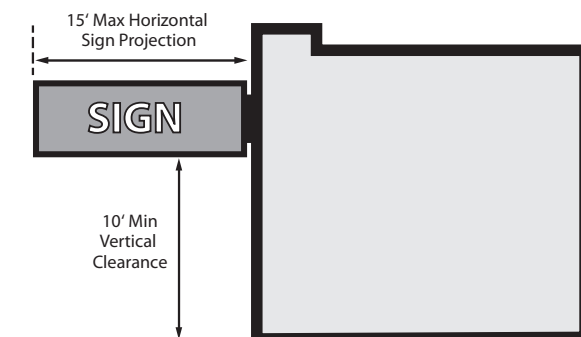 15‘ Max Horizontal
Sign Projection
SIGN
10‘ Min
Vertical
Clearance